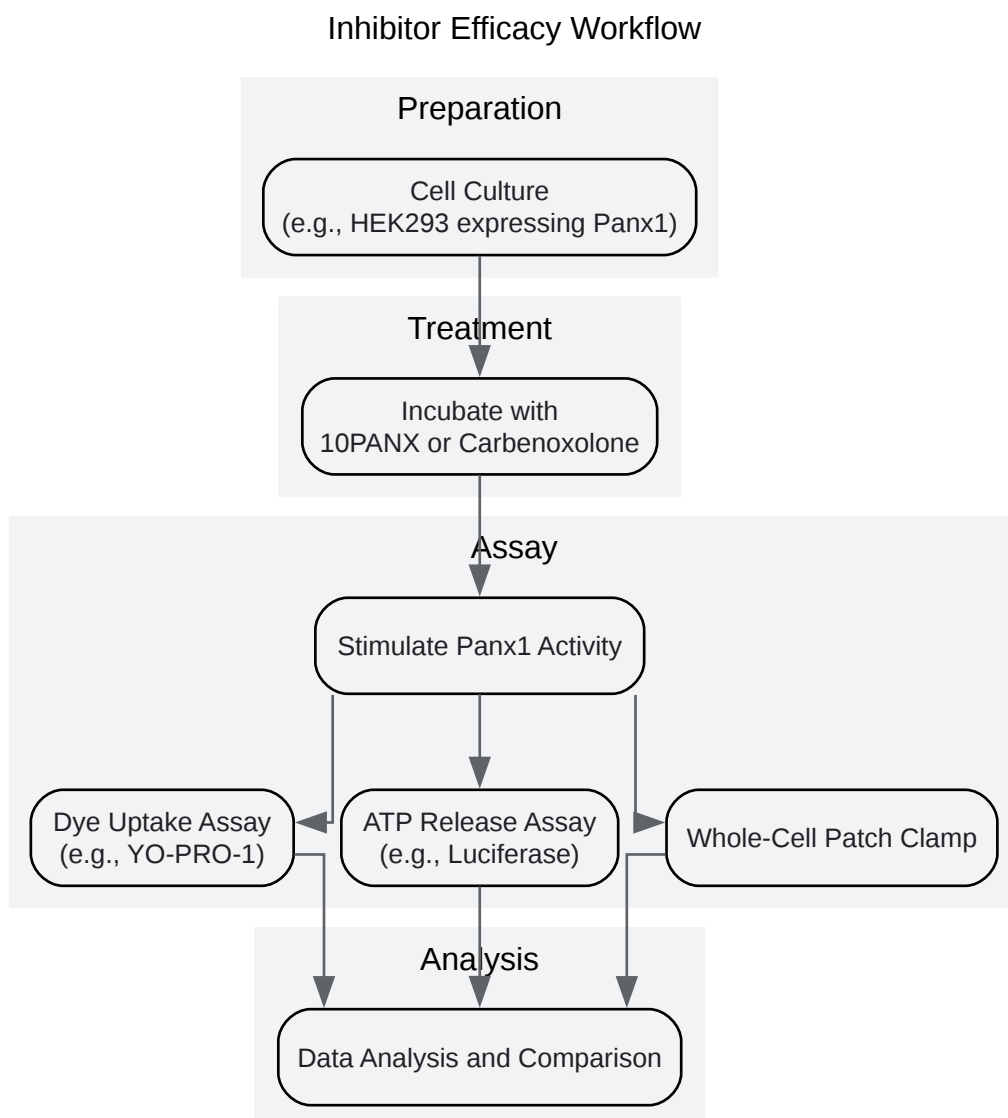 Inhibitor Efficacy Workflow
Preparation
Cell Culture
(e.g., HEK293 expressing Panx1)
Treatment
Incubate with
10PANX or Carbenoxolone
Assay
Stimulate Panx1 Activity
Dye Uptake Assay
(e.g., YO-PRO-1)
ATP Release Assay
(e.g., Luciferase)
Whole-Cell Patch Clamp
Analysis
Data Analysis and Comparison